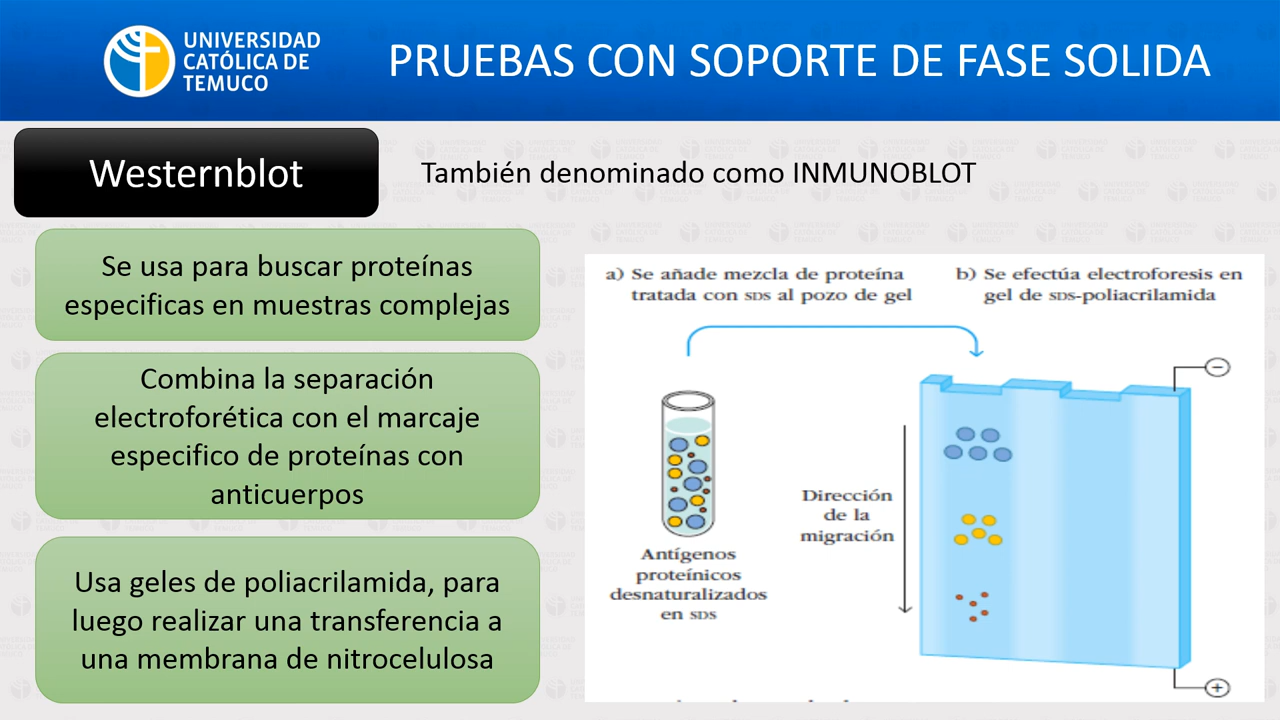 UNIVERSIDAD
CATÓLICA DE
TEMUCO
PRUEBAS CON SOPORTE DE FASE SOLIDA
Westernblot
También denominado como INMUNOBLOT
Se usa para buscar proteínas
especificas en muestras complejas
Combina la separación
electroforética con el marcaje
especifico de proteínas con
anticuerpos
Usa geles de poliacrilamida, para
luego realizar una transferencia a
una membrana de nitrocelulosa
a) Se añade mezcla de proteína
tratada con SDS al pozo de gel
b) Se efectúa electroforesis en
gel de SDS-poliacrilamida
−
Dirección
de la
migración
Antígenos
proteínicos
desnaturalizados
en SDS
+